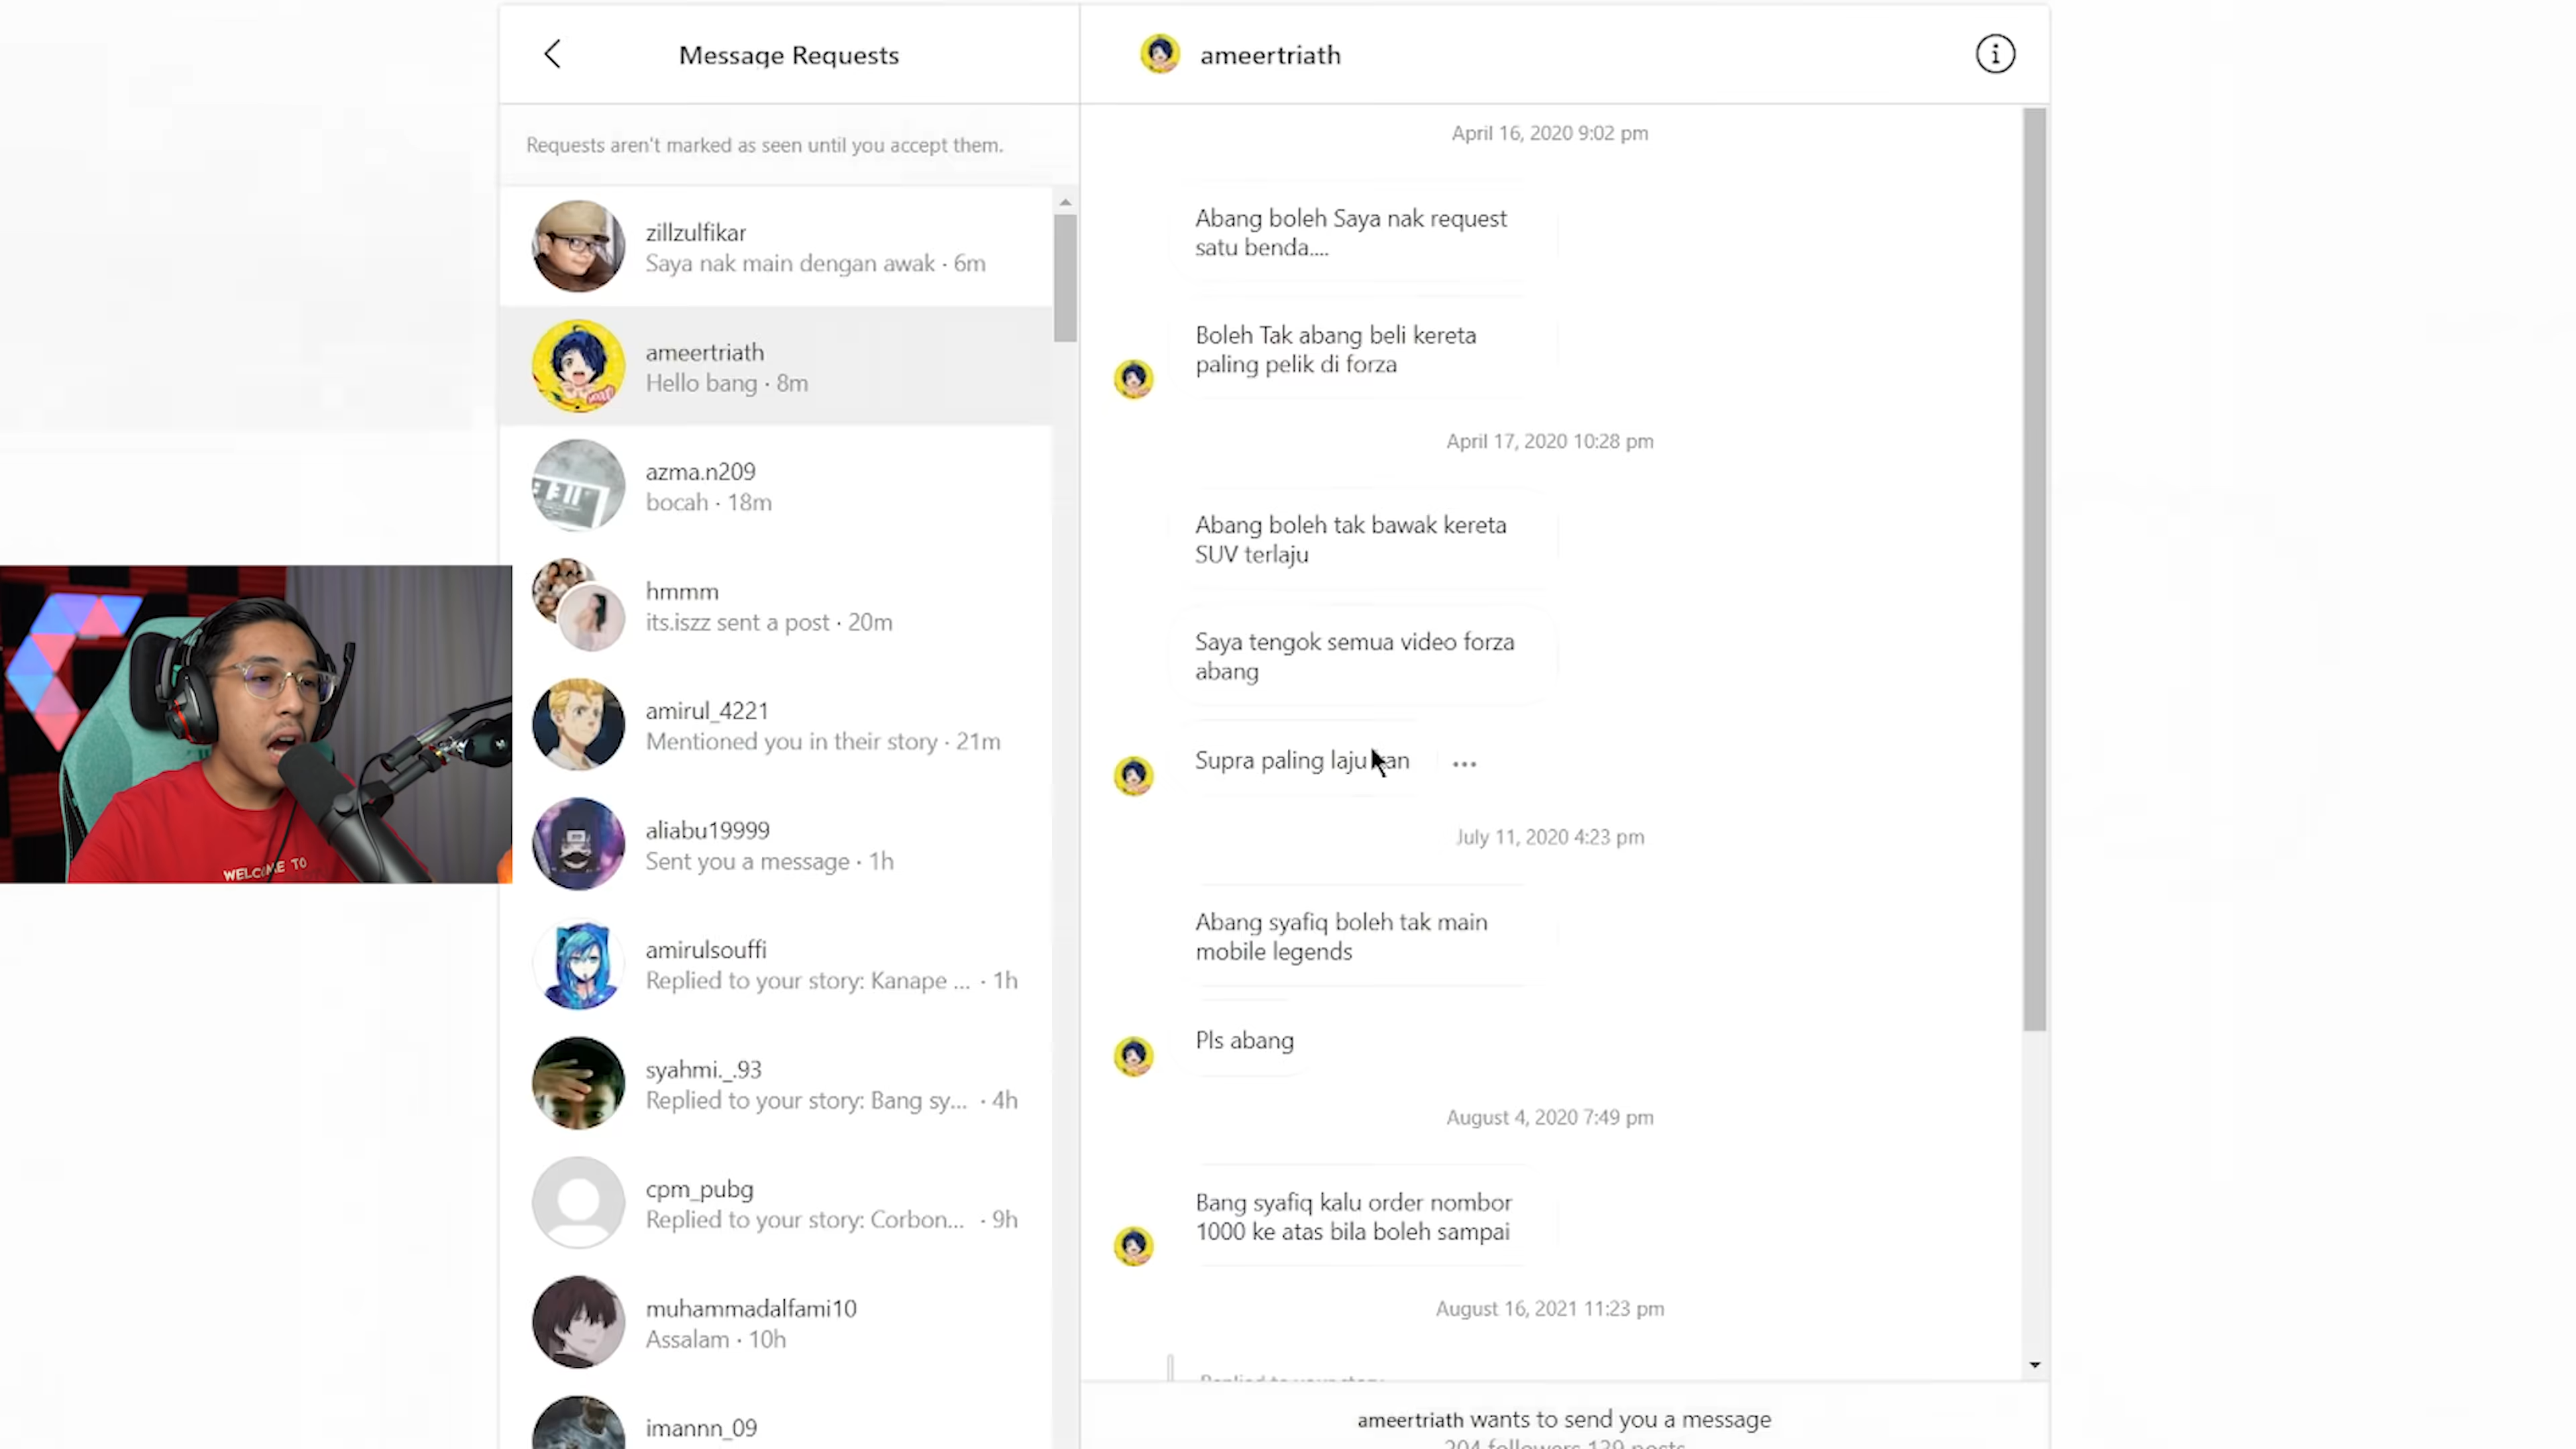 Message Requests
Requests aren't marked as seen until you accept them.
zillzulfikar
Saya nak main dengan awak · 6m
ameertriath
Hello bang · 8m
azma.n209
bocah · 18m
hmmm
its.iszz sent a post · 20m
amirul_4221
Mentioned you in their story · 21m
aliabu19999
Sent you a message · 1h
amirulsouffi
Replied to your story: Kanape ... · 1h
syahmi._.93
Replied to your story: Bang sy... · 4h
cpm_pubg
Replied to your story: Corbon... · 9h
muhammadalfami10
Assalam · 10h
imannn_09
WELCOME TO
ameertriath
April 16, 2020 9:02 pm
Abang boleh Saya nak request
satu benda....
Boleh Tak abang beli kereta
paling pelik di forza
April 17, 2020 10:28 pm
Abang boleh tak bawak kereta
SUV terlaju
Saya tengok semua video forza
abang
Supra paling laju kan
July 11, 2020 4:23 pm
Abang syafiq boleh tak main
mobile legends
Pls abang
August 4, 2020 7:49 pm
Bang syafiq kalu order nombor
1000 ke atas bila boleh sampai
August 16, 2021 11:23 pm
Replied to your story
ameertriath wants to send you a message
204 followers 139 posts